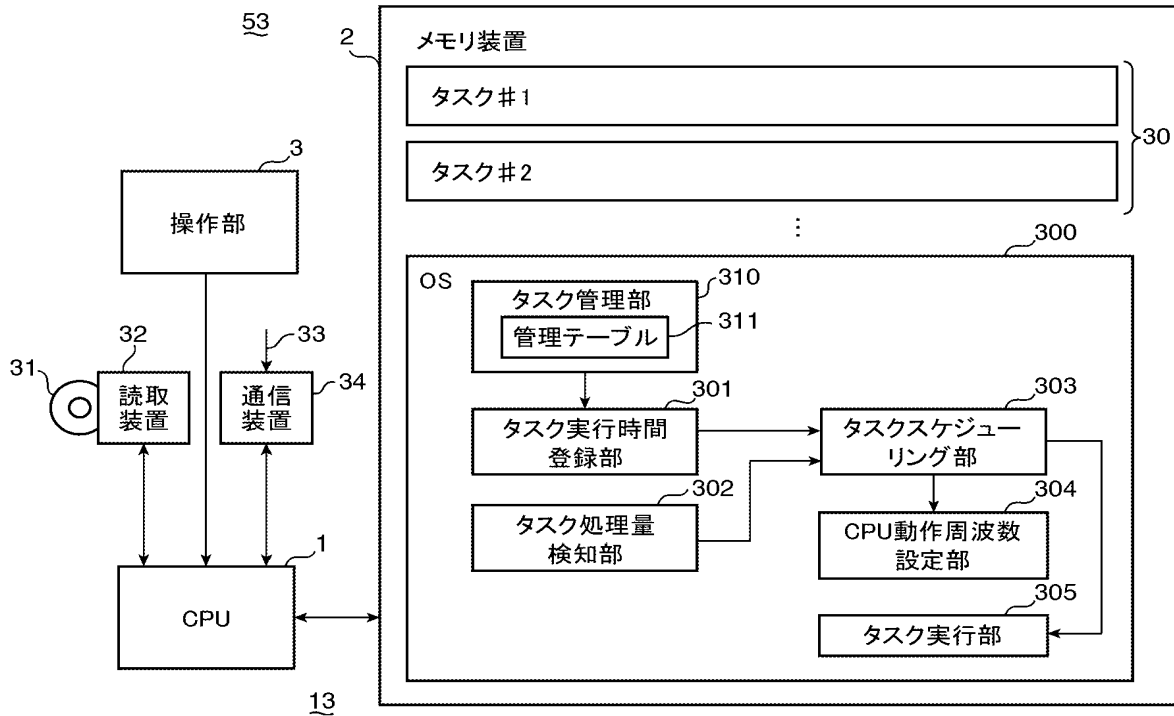 53
2
メモリ装置
タスク♯1
30
タスク♯2
⋮
3
操作部
300
OS
310
タスク管理部
311
管理テーブル
31
32
読取
装置
33
34
通信
装置
301
タスク実行時間
登録部
303
タスクスケジュー
リング部
302
タスク処理量
検知部
304
CPU動作周波数
設定部
1
CPU
305
タスク実行部
13